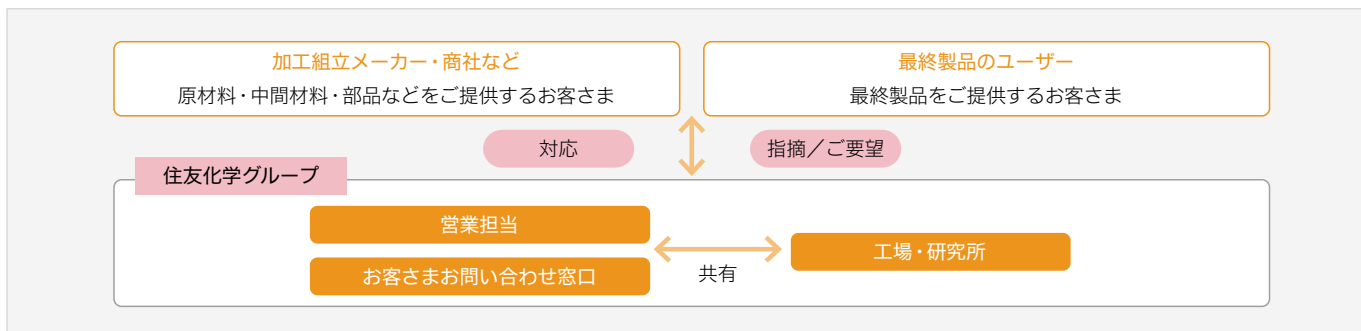 加工組立メーカー・商社など
原材料・中間材料・部品などをご提供するお客さま
最終製品のユーザー
最終製品をご提供するお客さま
対応
指摘／ご要望
住友化学グループ
営業担当
お客さまお問い合わせ窓口
共有
工場・研究所